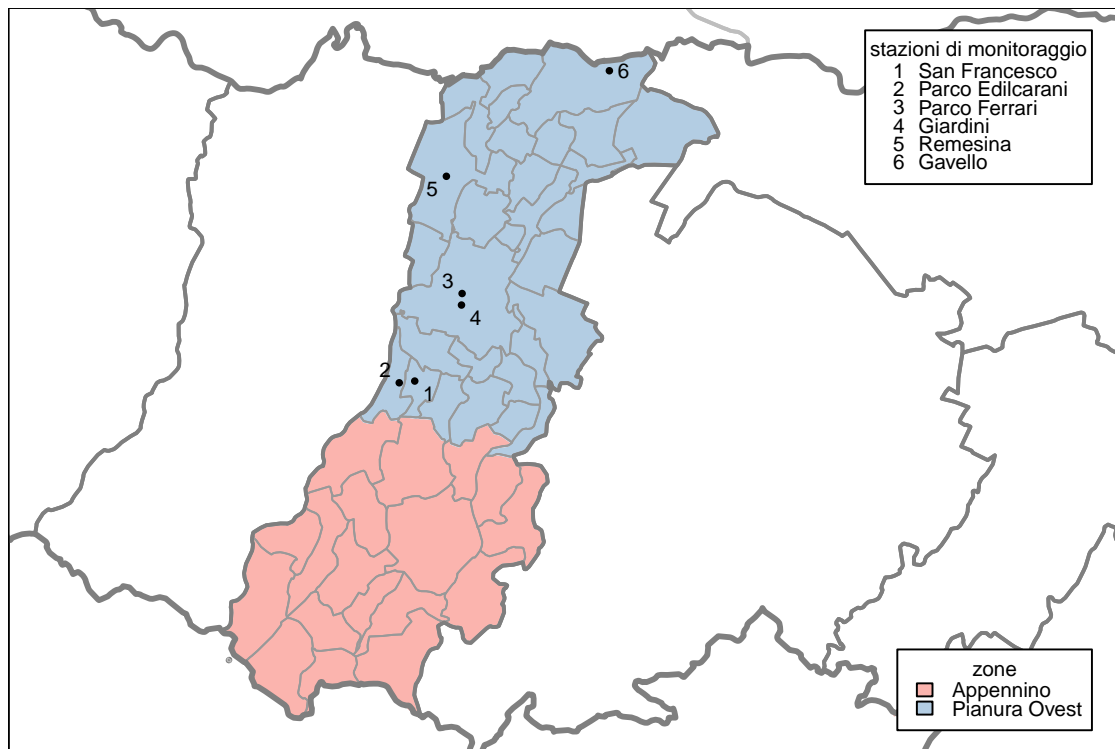 stazioni di monitoraggio
1 San Francesco
2 Parco Edilcarani
3 Parco Ferrari
4 Giardini
5 Remesina
6 Gavello
6
5
3
4
2
1
zone
Appennino
Pianura Ovest